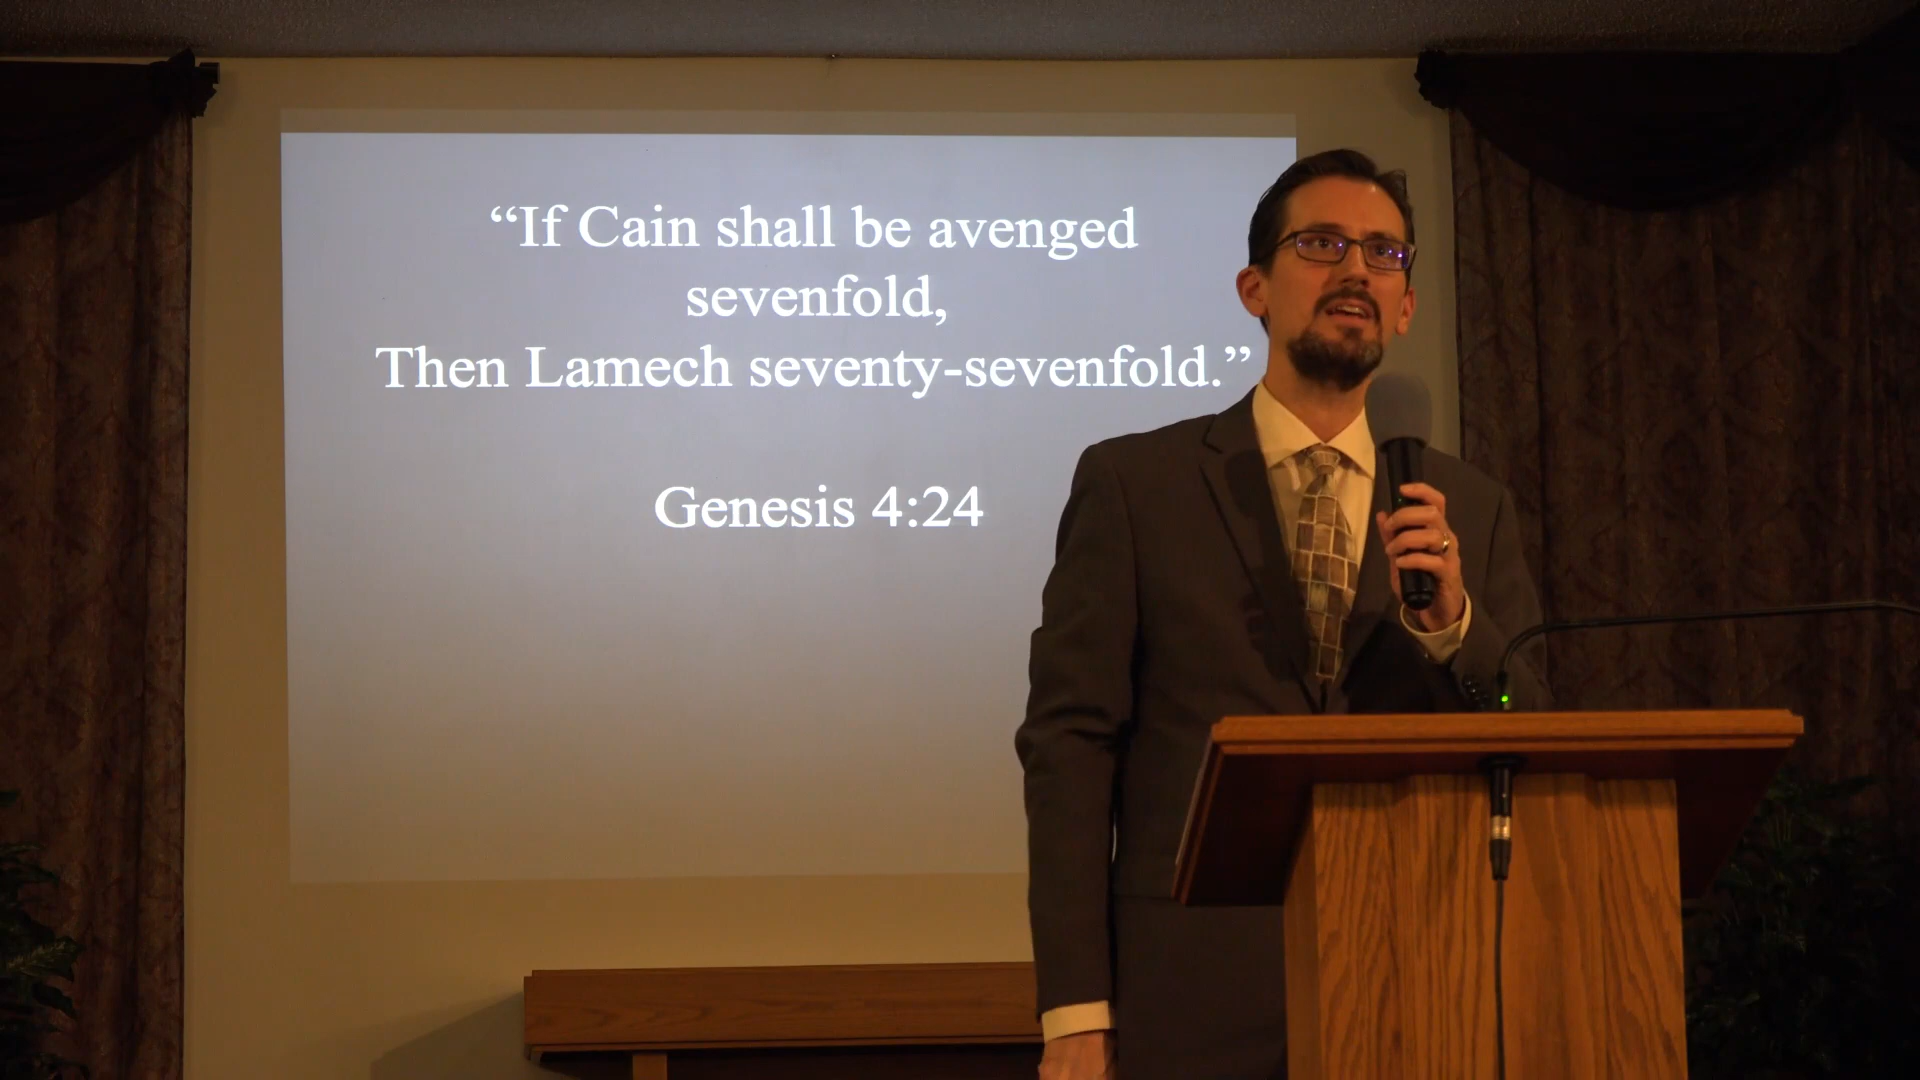 “If Cain shall be avenged
sevenfold,
Then Lamech seventy-sevenfold.”
Genesis 4:24